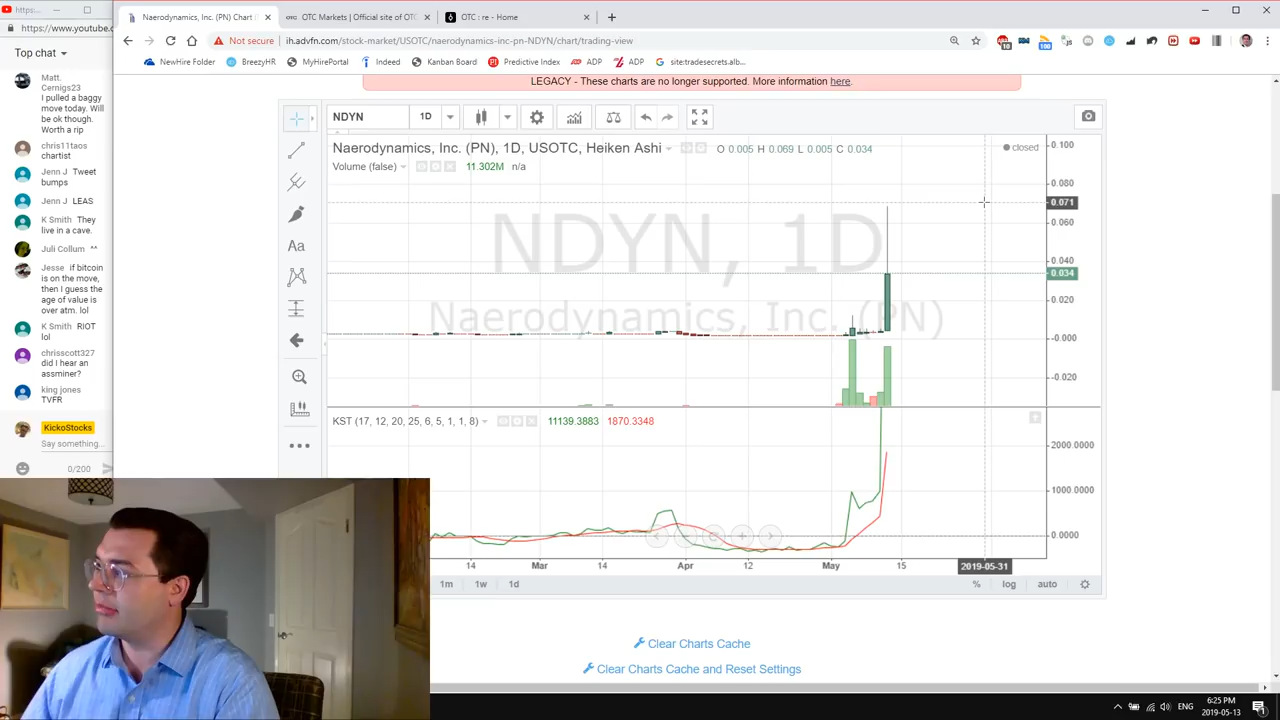 https:
https://www.youtube.c
Top chat
Matt.
Cernigs23
I pulled a baggy
move today. Will
be ok though.
Worth a rip
chris11taos
chartist
Jenn J Tweet
bumps
Jenn J LEAS
K Smith They
live in a cave.
Juli Collum ^^
Jesse if bitcoin
is on the move,
then I guess the
age of value is
over atm. lol
K Smith RIOT
lol
chrisscott327
did I hear an
assminer?
king jones
TVFR
KickoStocks
Say something...
0/200
Naerodynamics, Inc. (PN) Chart
OTC Markets | Official site of OTC
OTC : re - Home
Not secure ih.advfn.com/stock-market/USOTC/naerodynamics-inc-pn-NDYN/chart/trading-view
NewHire Folder BreezyHR MyHirePortal Indeed Kanban Board Predictive Index ADP ADP site:tradesecrets.alb...
LEGACY - These charts are no longer supported. More information here.
NDYN 1D
Naerodynamics, Inc. (PN), 1D, USOTC, Heiken Ashi O 0.005 H 0.069 L 0.005 C 0.034
closed
Volume (false) 11.302M n/a
NDYN, 1D
Naerodynamics, Inc. (PN)
0.100
0.080
0.071
0.060
0.040
0.034
0.020
-0.000
-0.020
KST (17, 12, 20, 25, 6, 5, 1, 1, 8) 11139.3883 1870.3348
2000.0000
1000.0000
0.0000
14 Mar 14 Apr 12 May 15 2019-05-31
1m 1w 1d % log auto
Clear Charts Cache
Clear Charts Cache and Reset Settings
ENG 6:25 PM
2019-05-13